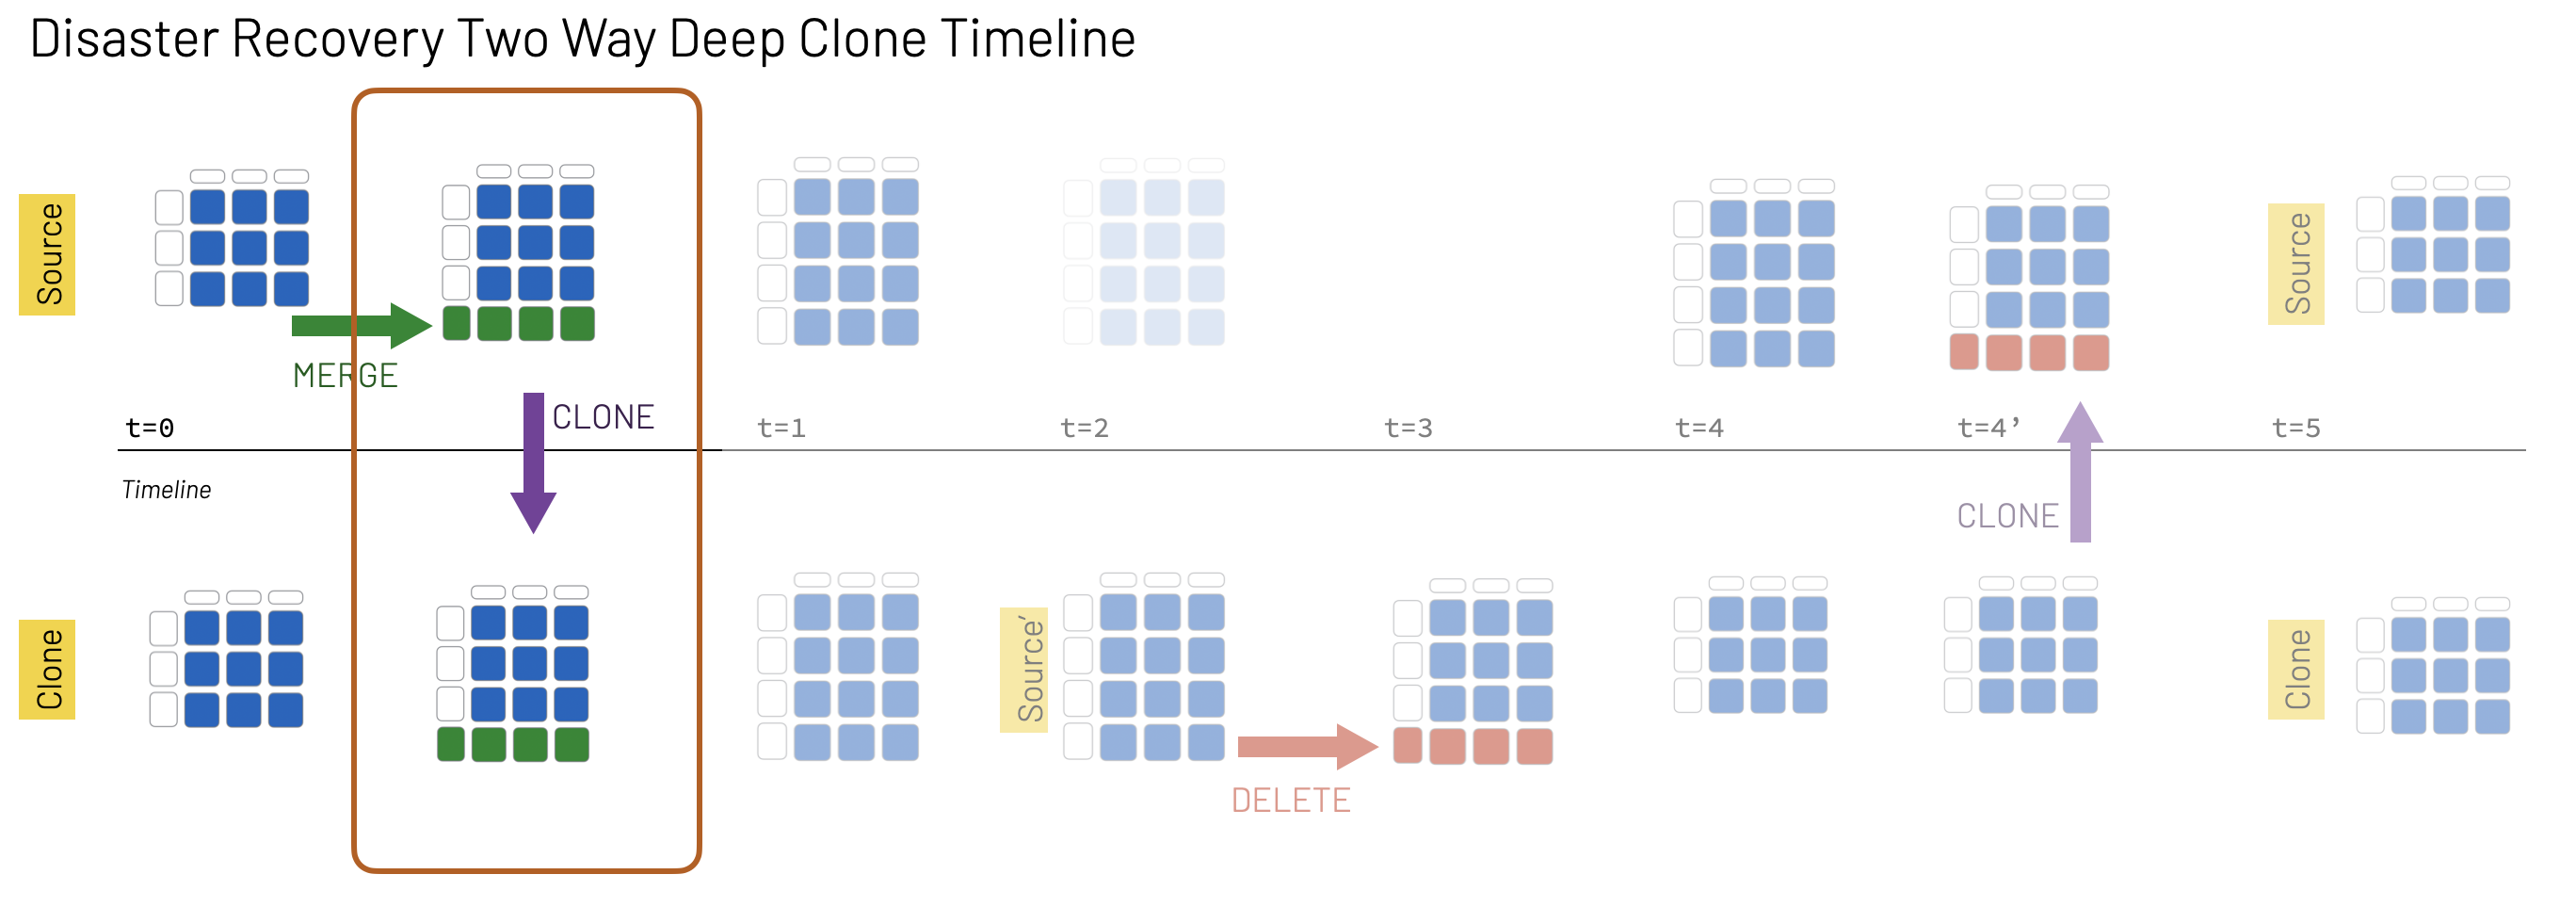 Disaster Recovery Two Way Deep Clone Timeline
Source
Source
MERGE
CLONE
t=0
t=1
t=2
t=3
t=4
t=4’
t=5
Timeline
CLONE
Clone
Source’
Clone
DELETE